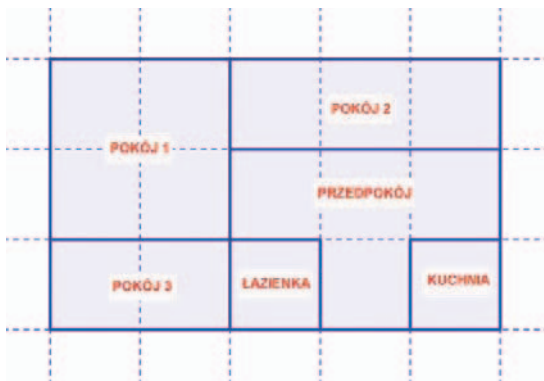 POKÓJ 2
POKÓJ 1
PRZEDPOKÓJ
POKÓJ 3
ŁAZIENKA
KUCHNIA